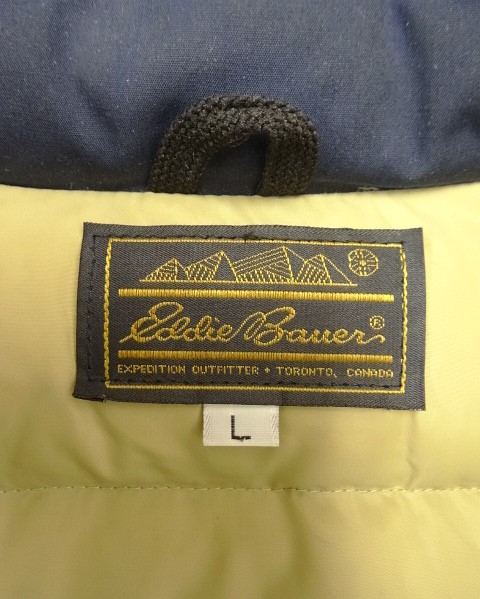 Eddie Bauer®
EXPEDITION OUTFITTER • TORONTO, CANADA
L